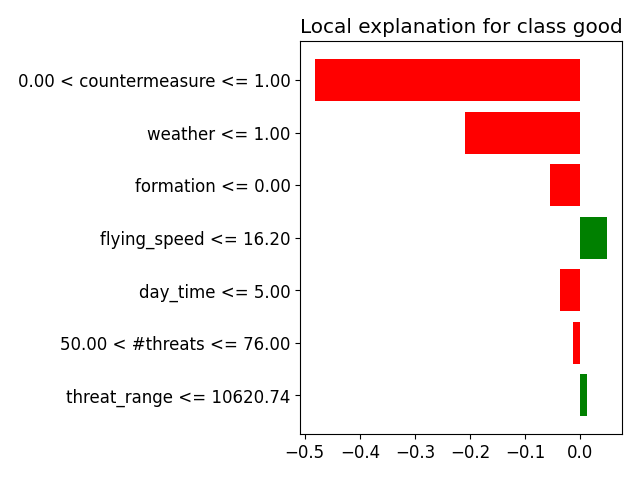 Local explanation for class good
0.00 < countermeasure <= 1.00
weather <= 1.00
formation <= 0.00
flying_speed <= 16.20
day_time <= 5.00
50.00 < #threats <= 76.00
threat_range <= 10620.74
−0.5 −0.4 −0.3 −0.2 −0.1 0.0